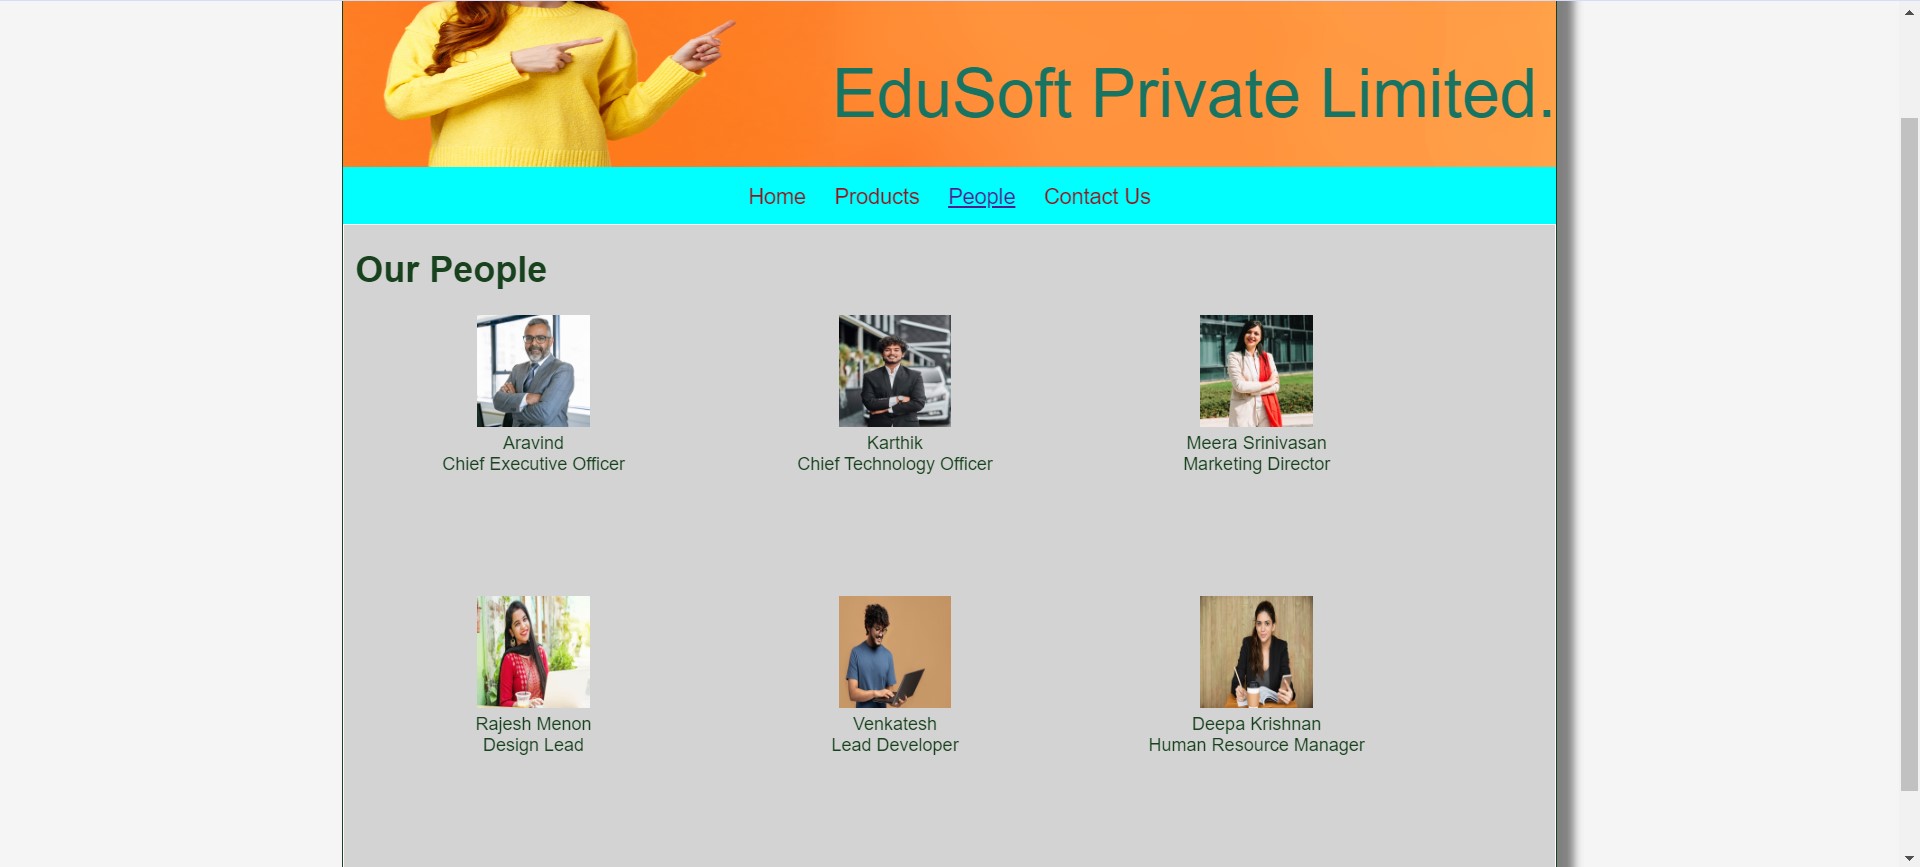 EduSoft Private Limited.
Home Products People Contact Us
Our People
Aravind
Chief Executive Officer
Karthik
Chief Technology Officer
Meera Srinivasan
Marketing Director
Rajesh Menon
Design Lead
Venkatesh
Lead Developer
Deepa Krishnan
Human Resource Manager